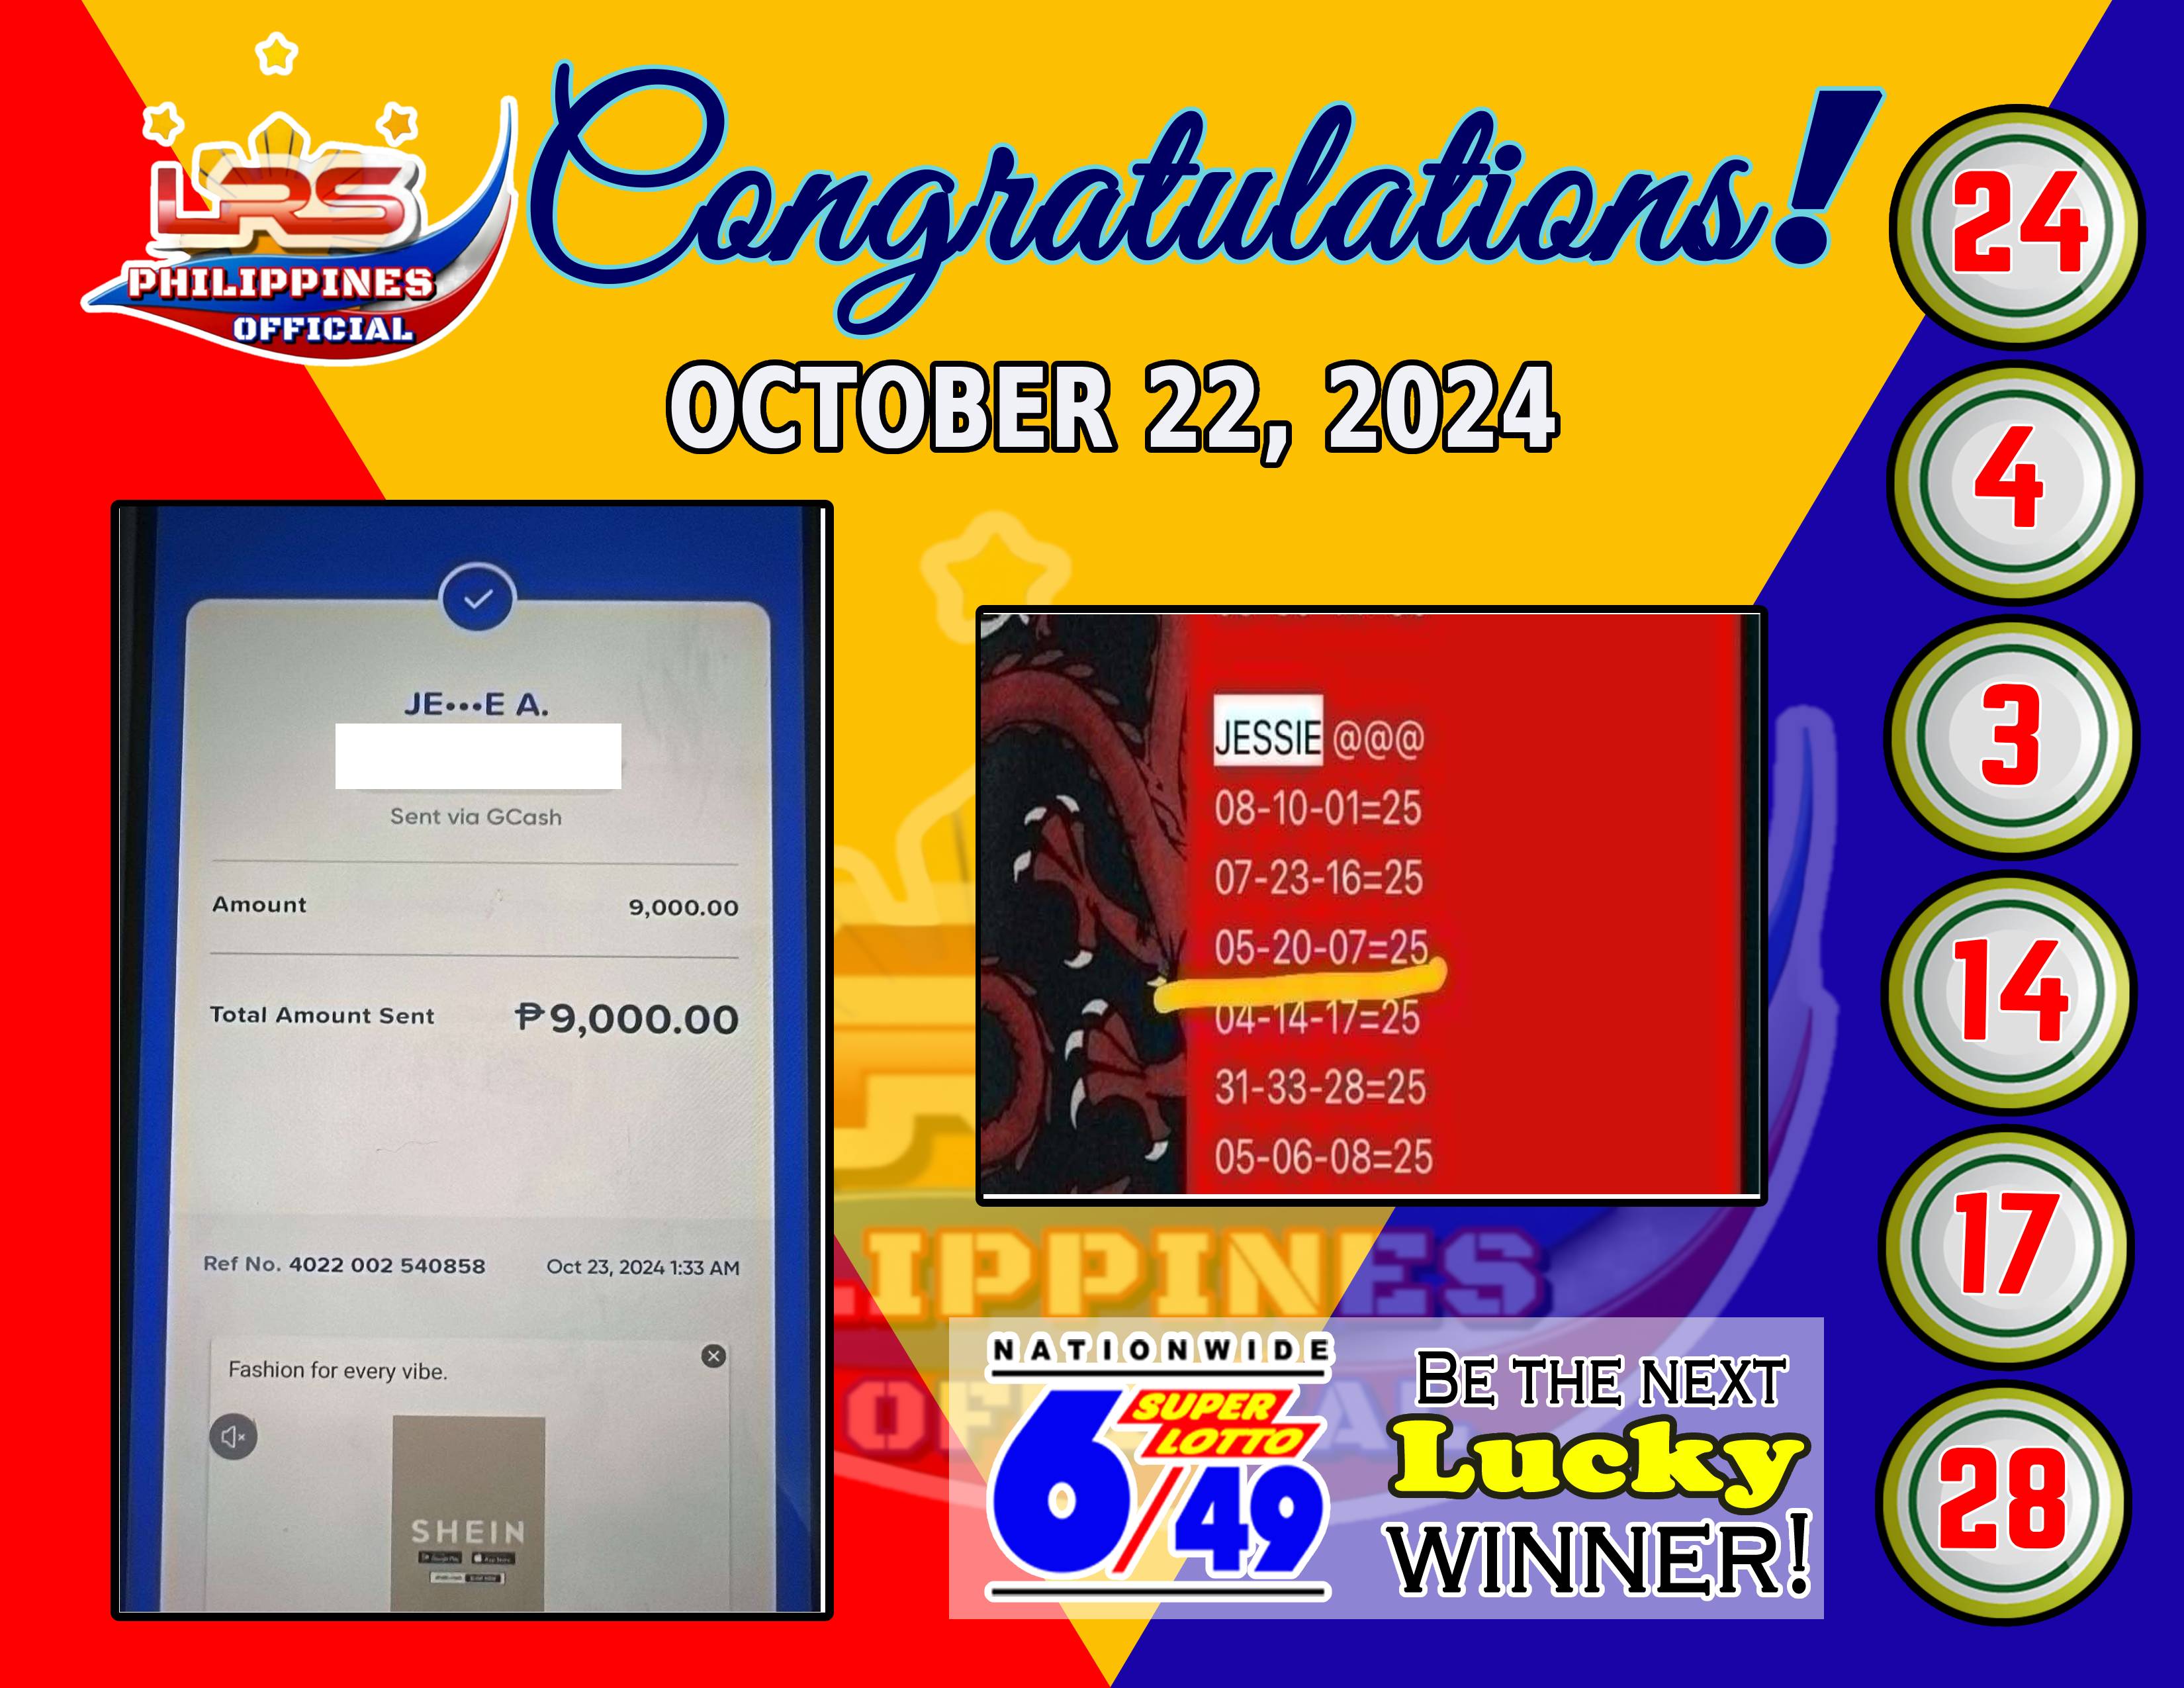 LRS
PHILIPPINES
OFFICIAL
Congratulations!
OCTOBER 22, 2024
JE•••E A.
Sent via GCash
Amount 9,000.00
Total Amount Sent ₱9,000.00
Ref No. 4022 002 540858 Oct 23, 2024 1:33 AM
Fashion for every vibe.
SHEIN
JESSIE @@@
08-10-01=25
07-23-16=25
05-20-07=25
04-14-17=25
31-33-28=25
05-06-08=25
24
4
3
14
17
28
NATIONWIDE
SUPER
LOTTO
6/49
BE THE NEXT
Lucky
WINNER!